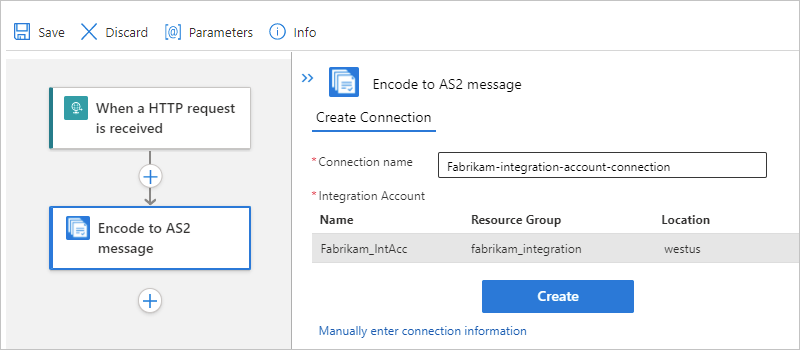 Save Discard [@] Parameters Info
When a HTTP request
is received
Encode to AS2
message
Encode to AS2 message
Create Connection
*Connection name Fabrikam-integration-account-connection
*Integration Account
Name Resource Group Location
Fabrikam_IntAcc fabrikam_integration westus
Create
Manually enter connection information